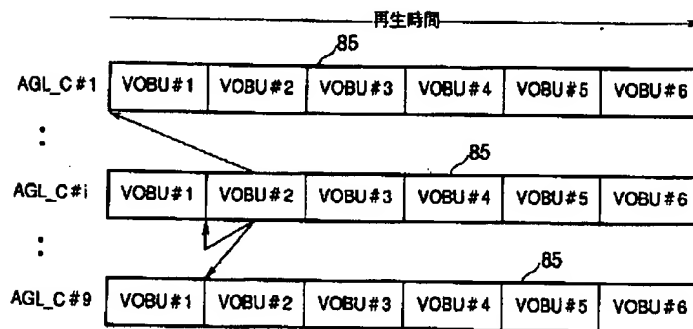 再生時間
85
AGL_C#1 VOBU#1 VOBU#2 VOBU#3 VOBU#4 VOBU#5 VOBU#6
:
85
AGL_C#i VOBU#1 VOBU#2 VOBU#3 VOBU#4 VOBU#5 VOBU#6
:
85
AGL_C#9 VOBU#1 VOBU#2 VOBU#3 VOBU#4 VOBU#5 VOBU#6